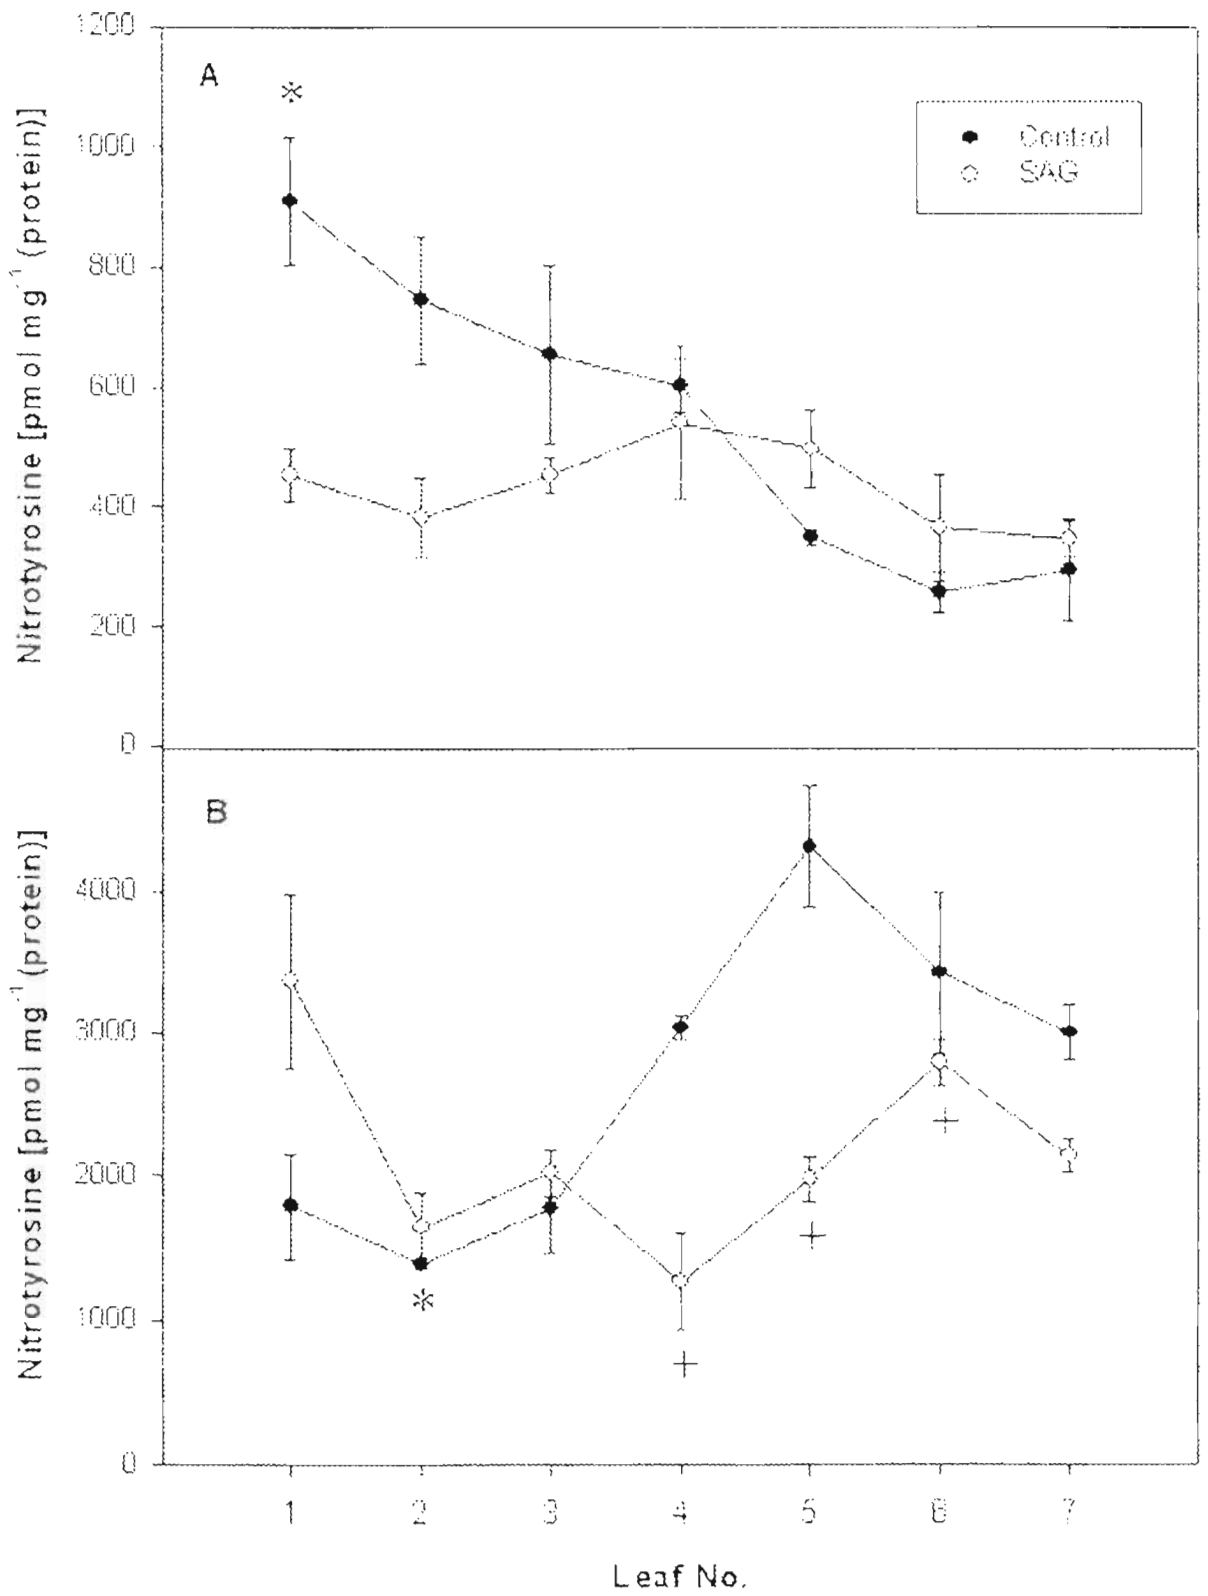 1200
A
*
1000
Control
SAG
800
600
400
200
0
Nitrotyrosine [pmol mg⁻¹ (protein)]
B
4000
3000
2000
1000
0
*
+
+
+
Nitrotyrosine [pmol mg⁻¹ (protein)]
1 2 3 4 5 6 7
Leaf No.